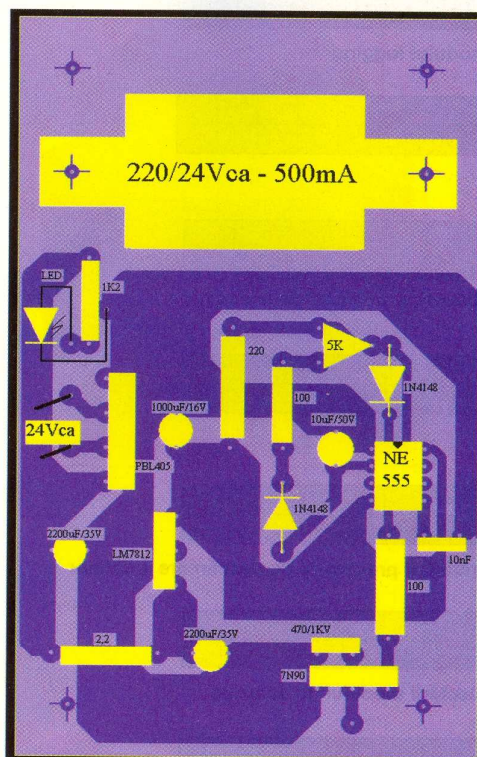 220/24Vca - 500mA
LED
1K2
220
5K
100
1N4148
1000uF/16V
10uF/50V
24Vca
PBL405
NE
555
1N4148
2200uF/35V
LM7812
10nF
100
2,2
2200uF/35V
470/1KV
7N90